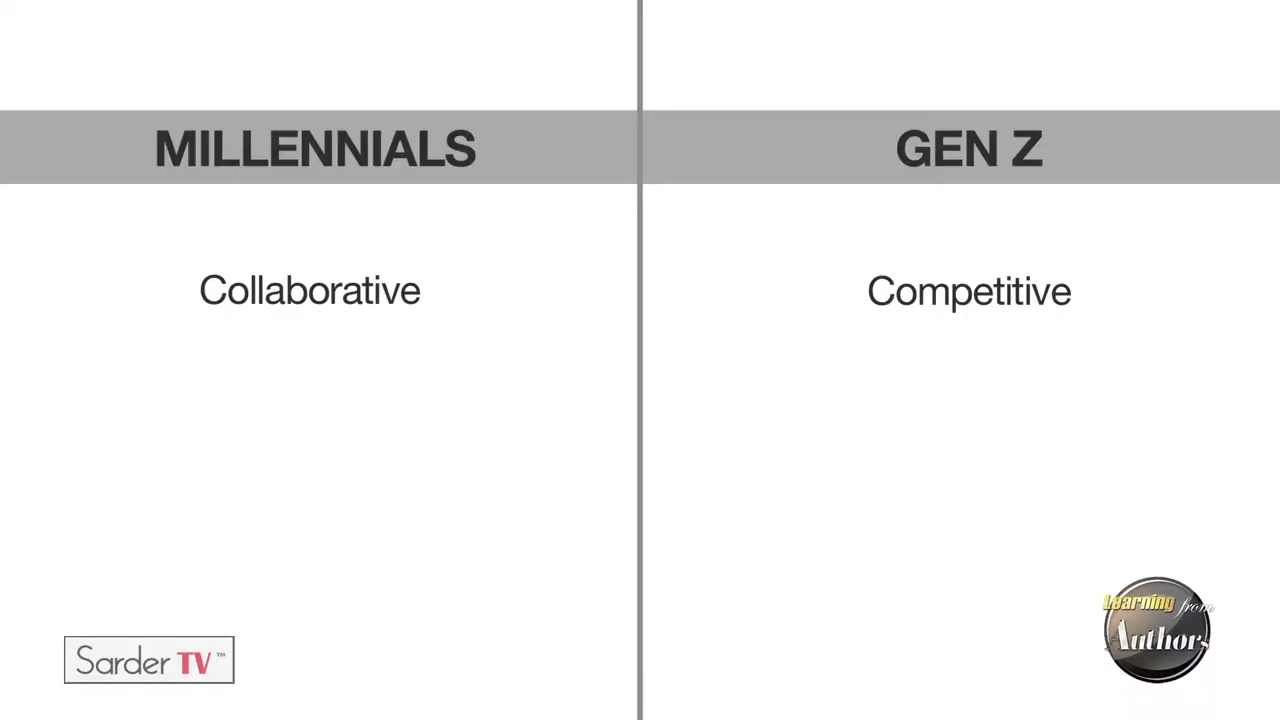 MILLENNIALS
GEN Z
Collaborative
Competitive
Sarder TV™
Learning from
Authors